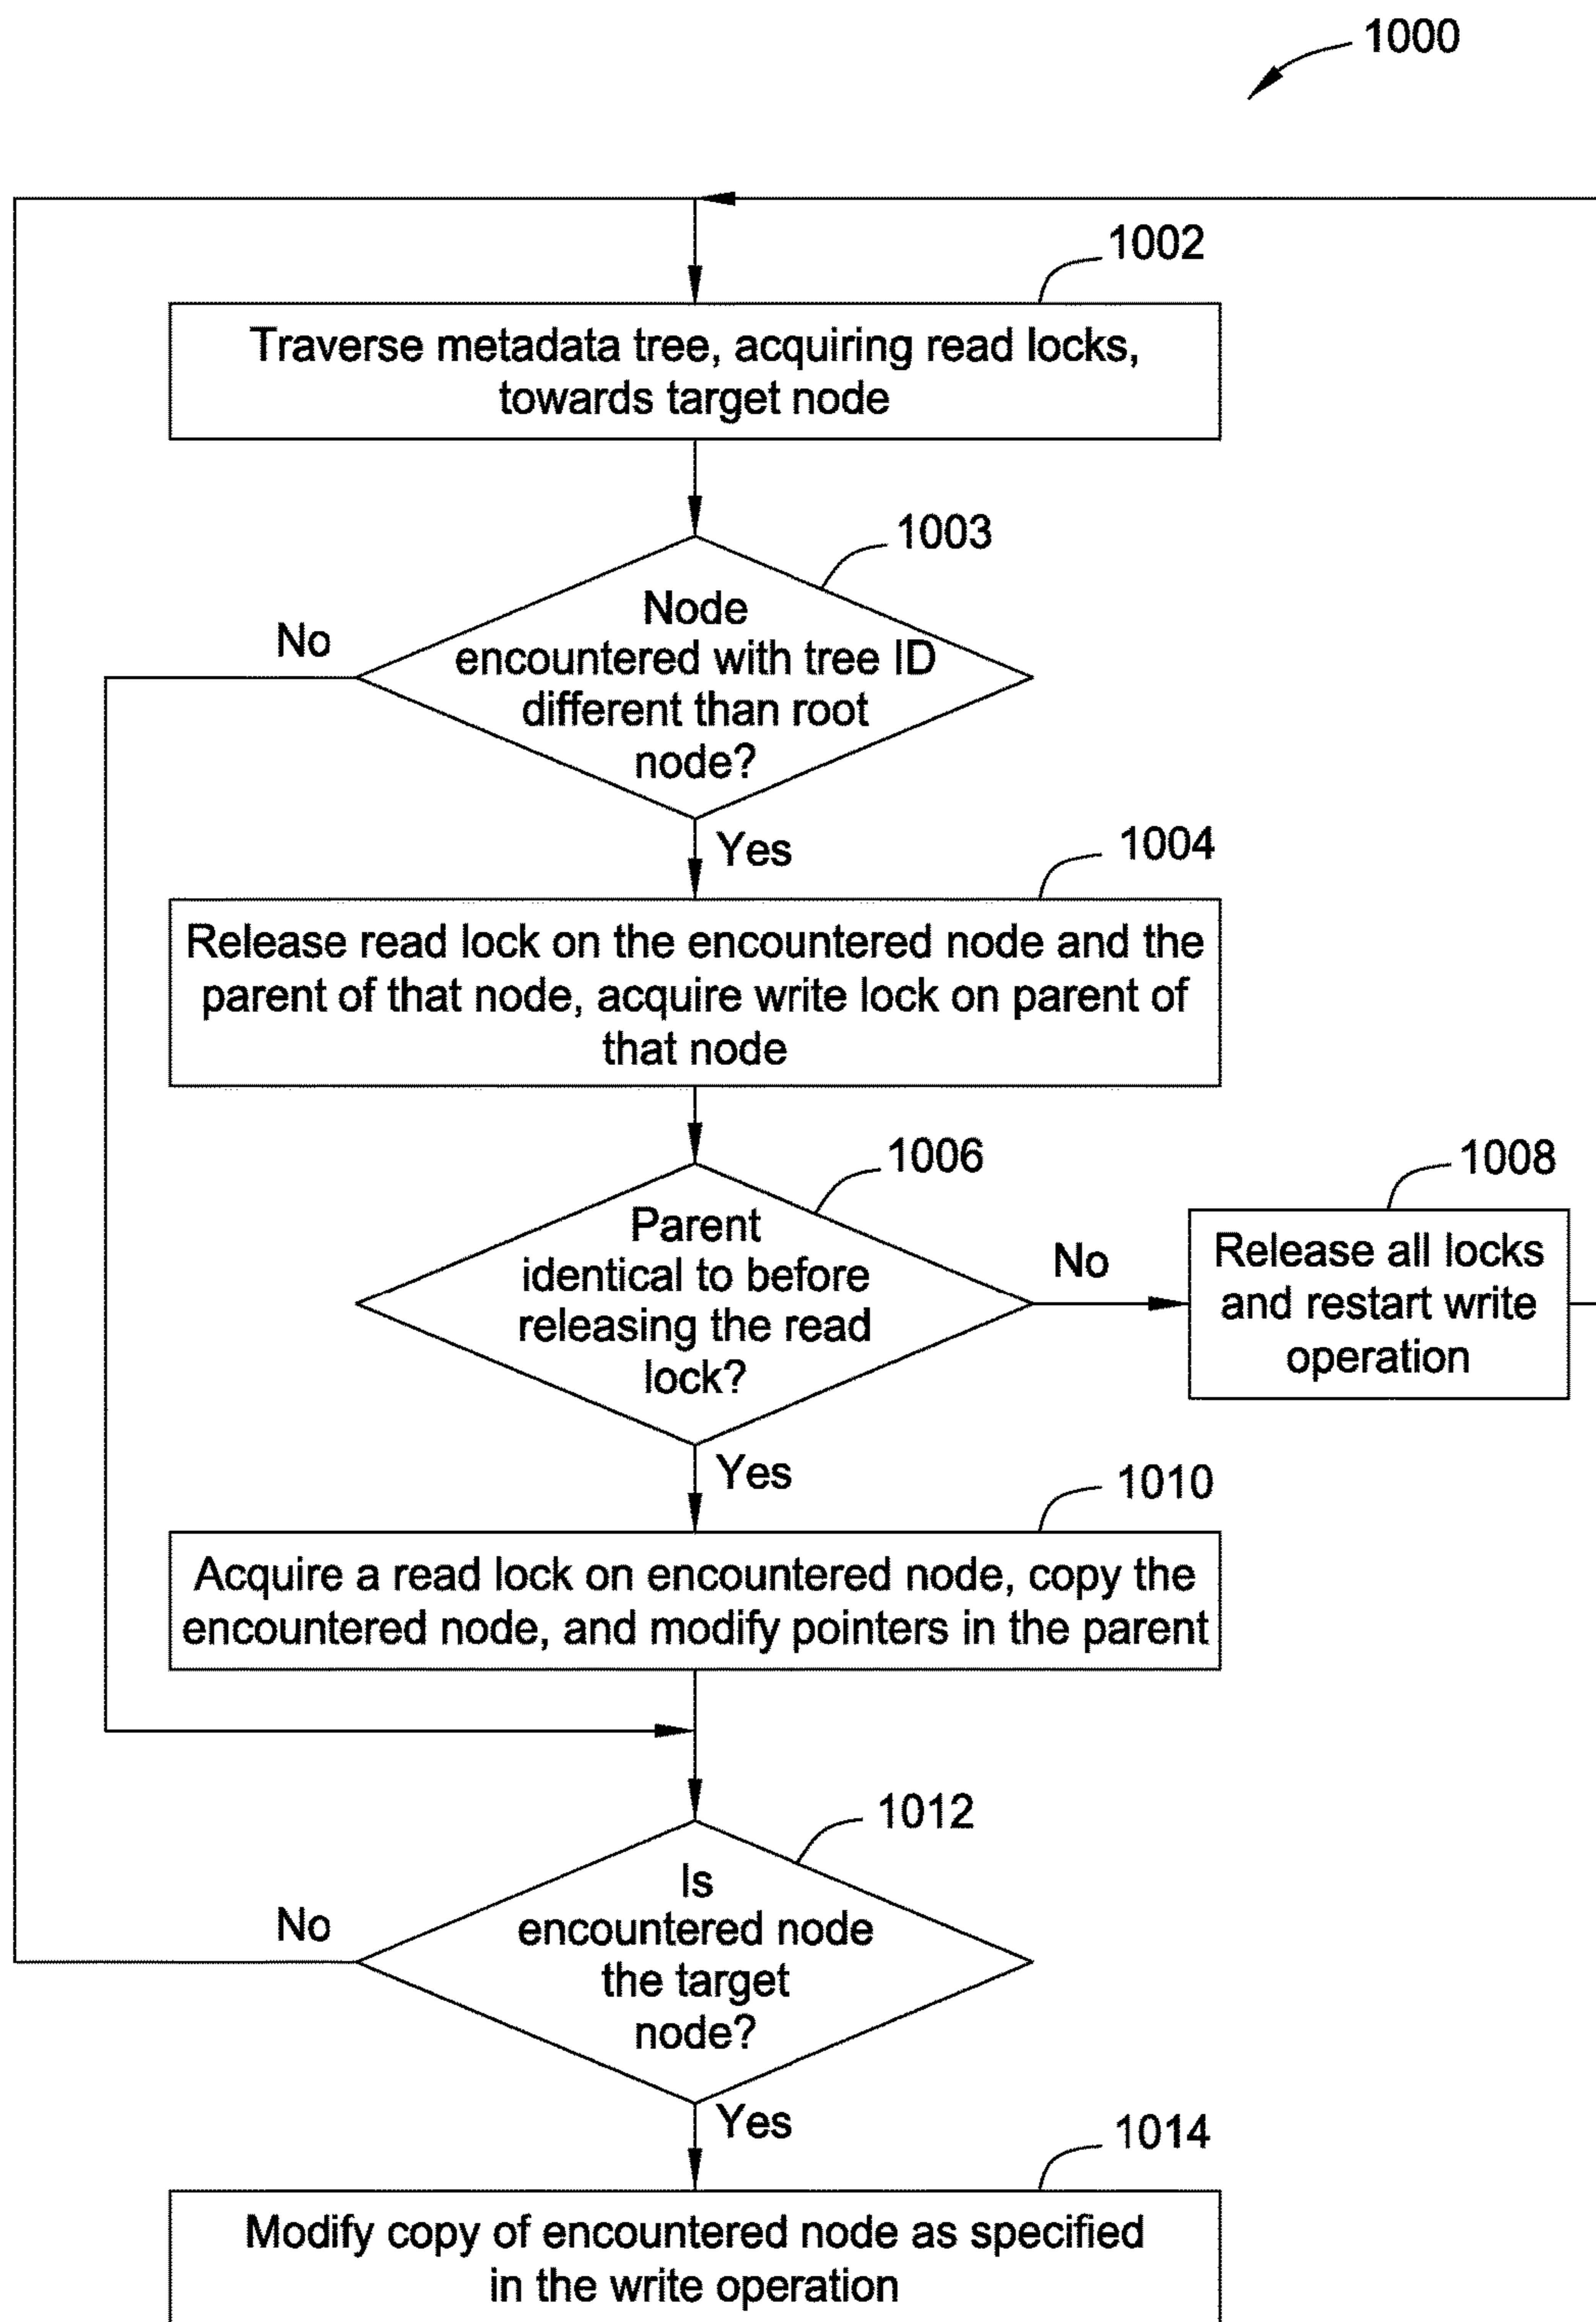 1000
1002
Traverse metadata tree, acquiring read locks,
towards target node
1003
Node
encountered with tree ID
different than root
node?
No
Yes
1004
Release read lock on the encountered node and the
parent of that node, acquire write lock on parent of
that node
1006
Parent
identical to before
releasing the read
lock?
No
1008
Release all locks
and restart write
operation
Yes
1010
Acquire a read lock on encountered node, copy the
encountered node, and modify pointers in the parent
1012
Is
encountered node
the target
node?
No
Yes
1014
Modify copy of encountered node as specified
in the write operation